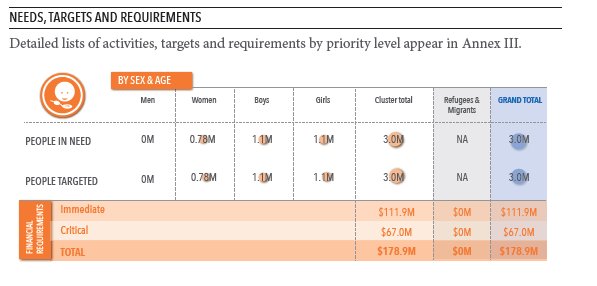 NEEDS, TARGETS AND REQUIREMENTS
Detailed lists of activities, targets and requirements by priority level appear in Annex III.
BY SEX & AGE
Men Women Boys Girls Cluster total Refugees & Migrants GRAND TOTAL
PEOPLE IN NEED 0M 0.78M 1.1M 1.1M 3.0M NA 3.0M
PEOPLE TARGETED 0M 0.78M 1.1M 1.1M 3.0M NA 3.0M
FINANCIAL REQUIREMENTS
Immediate $111.9M $0M $111.9M
Critical $67.0M $0M $67.0M
TOTAL $178.9M $0M $178.9M